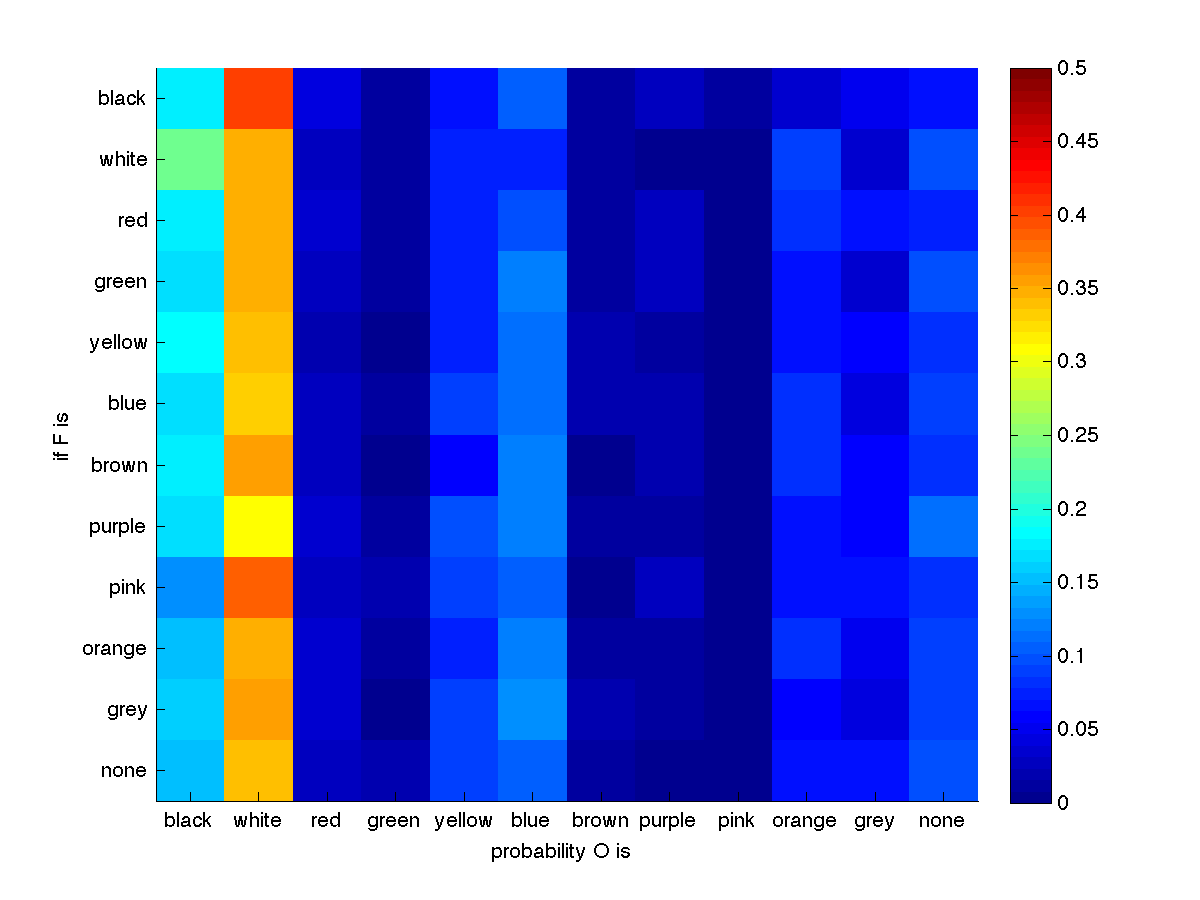 black
white
red
green
yellow
blue
brown
purple
pink
orange
grey
none
if F is
black white red green yellow blue brown purple pink orange grey none
probability O is
0.5
0.45
0.4
0.35
0.3
0.25
0.2
0.15
0.1
0.05
0